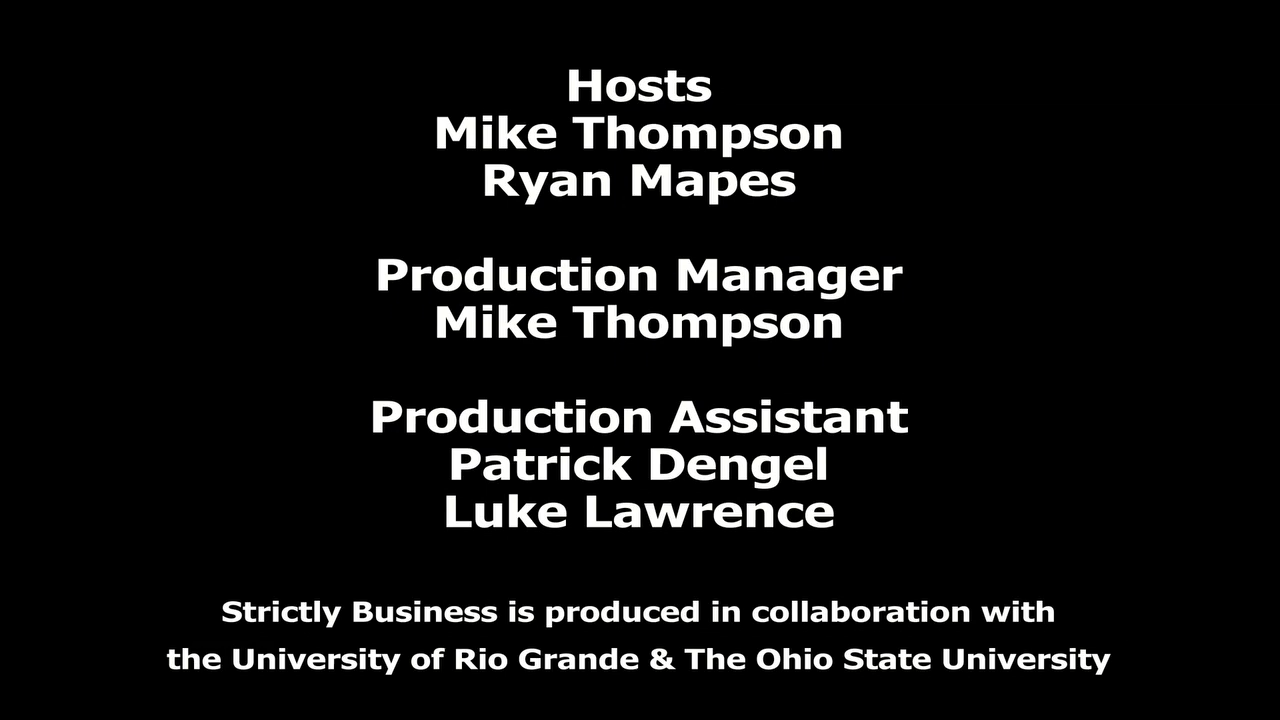 Hosts
Mike Thompson
Ryan Mapes
Production Manager
Mike Thompson
Production Assistant
Patrick Dengel
Luke Lawrence
Strictly Business is produced in collaboration with
the University of Rio Grande & The Ohio State University